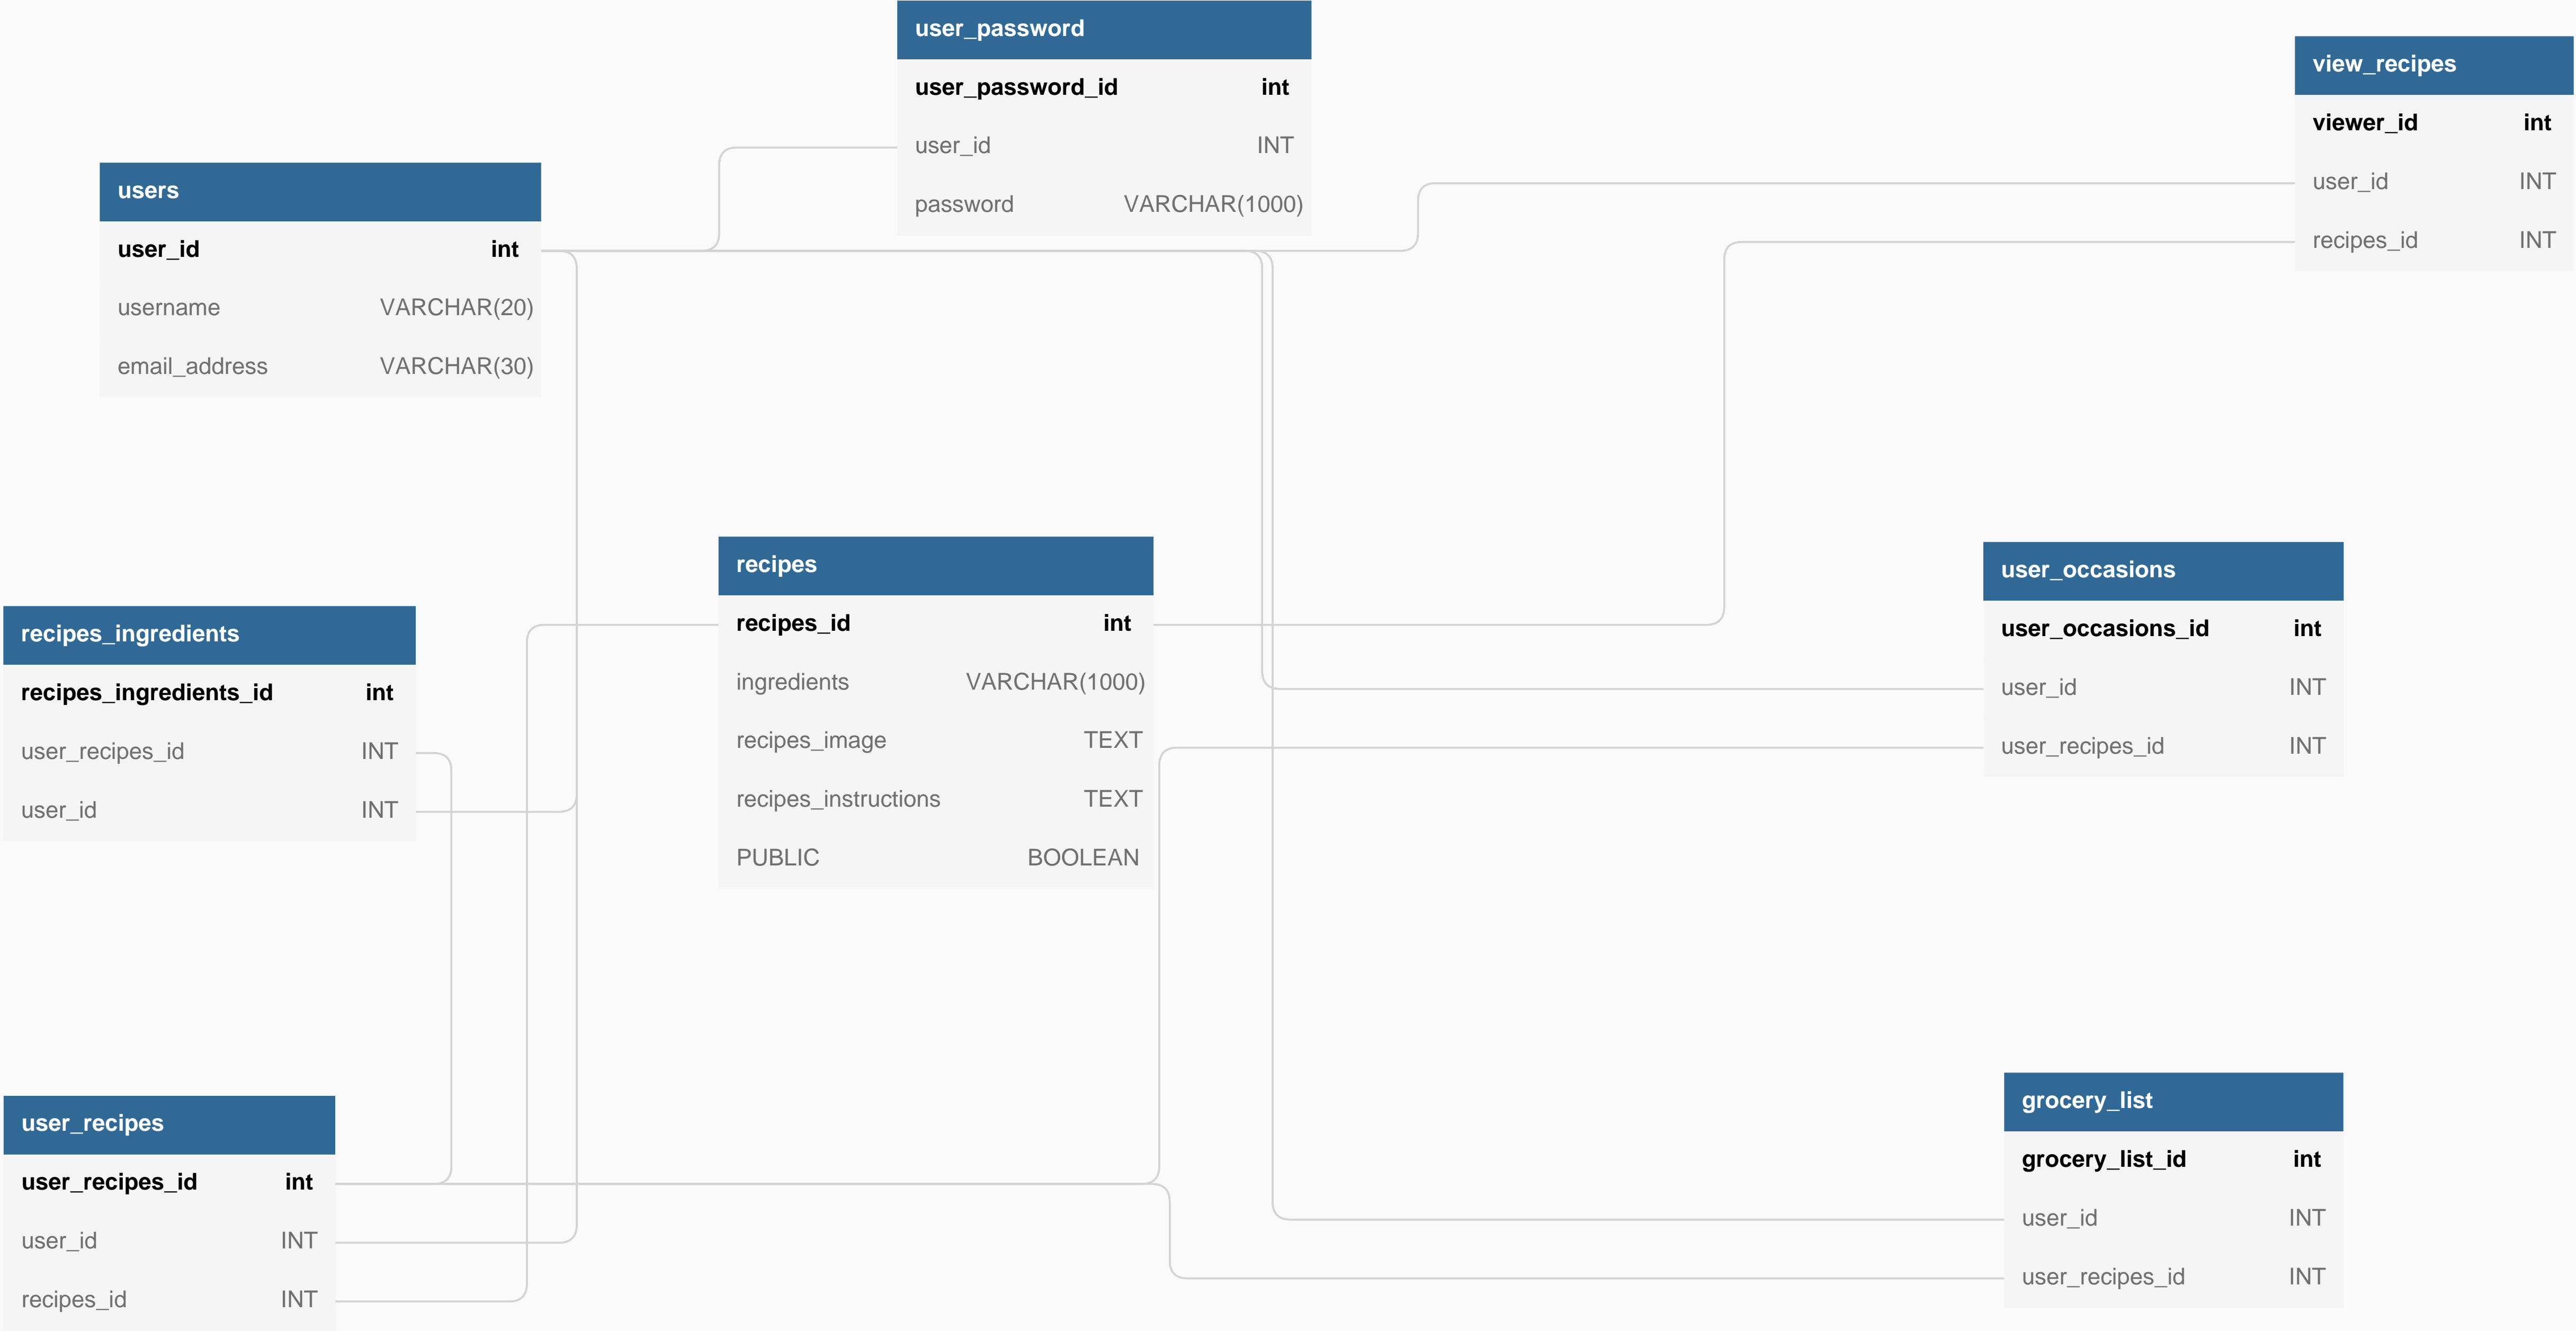 user_password
user_password_id int
user_id INT
password VARCHAR(1000)
view_recipes
viewer_id int
user_id INT
recipes_id INT
users
user_id int
username VARCHAR(20)
email_address VARCHAR(30)
recipes
recipes_id int
ingredients VARCHAR(1000)
recipes_image TEXT
recipes_instructions TEXT
PUBLIC BOOLEAN
user_occasions
user_occasions_id int
user_id INT
user_recipes_id INT
recipes_ingredients
recipes_ingredients_id int
user_recipes_id INT
user_id INT
user_recipes
user_recipes_id int
user_id INT
recipes_id INT
grocery_list
grocery_list_id int
user_id INT
user_recipes_id INT